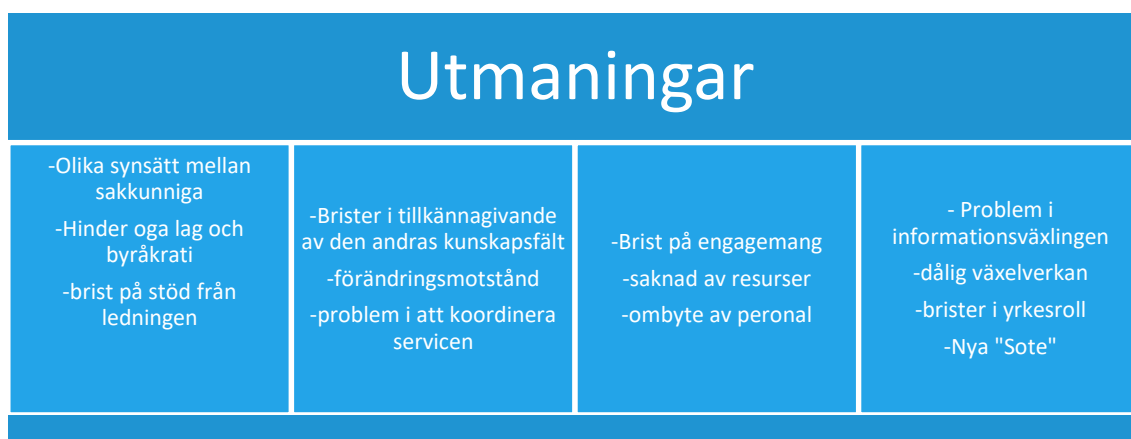 Utmaningar
-Olika synsätt mellan
sakkunniga
-Hinder oga lag och
byråkrati
-brist på stöd från
ledningen
-Brister i tillkännagivande
av den andras kunskapsfält
-förändringsmotstånd
-problem i att koordinera
servicen
-Brist på engagemang
-saknad av resurser
-ombyte av peronal
- Problem i
informationsväxlingen
-dålig växelverkan
-brister i yrkesroll
-Nya "Sote"